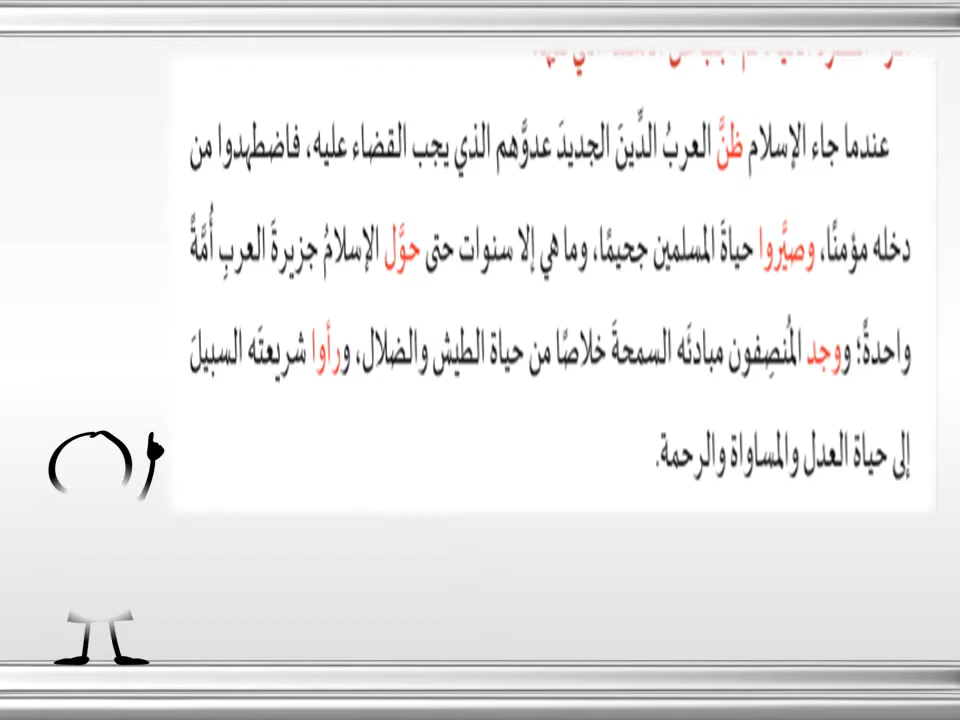 عندما جاء الإسلام ظنَّ العربُ الدِّينَ الجديدَ عدوَّهم الذي يجب القضاء عليه، فاضطهدوا من
دخله مؤمنًا، وصيَّروا حياةَ المسلمين جحيمًا، وما هي إلا سنوات حتى حوَّل الإسلامُ جزيرةَ العربِ أُمَّةً
واحدةً؛ ووجد المُنصِفون مبادئَه السمحةَ خلاصًا من حياة الطيش والضلال، ورأوا شريعتَه السبيلَ
إلى حياة العدل والمساواة والرحمة.